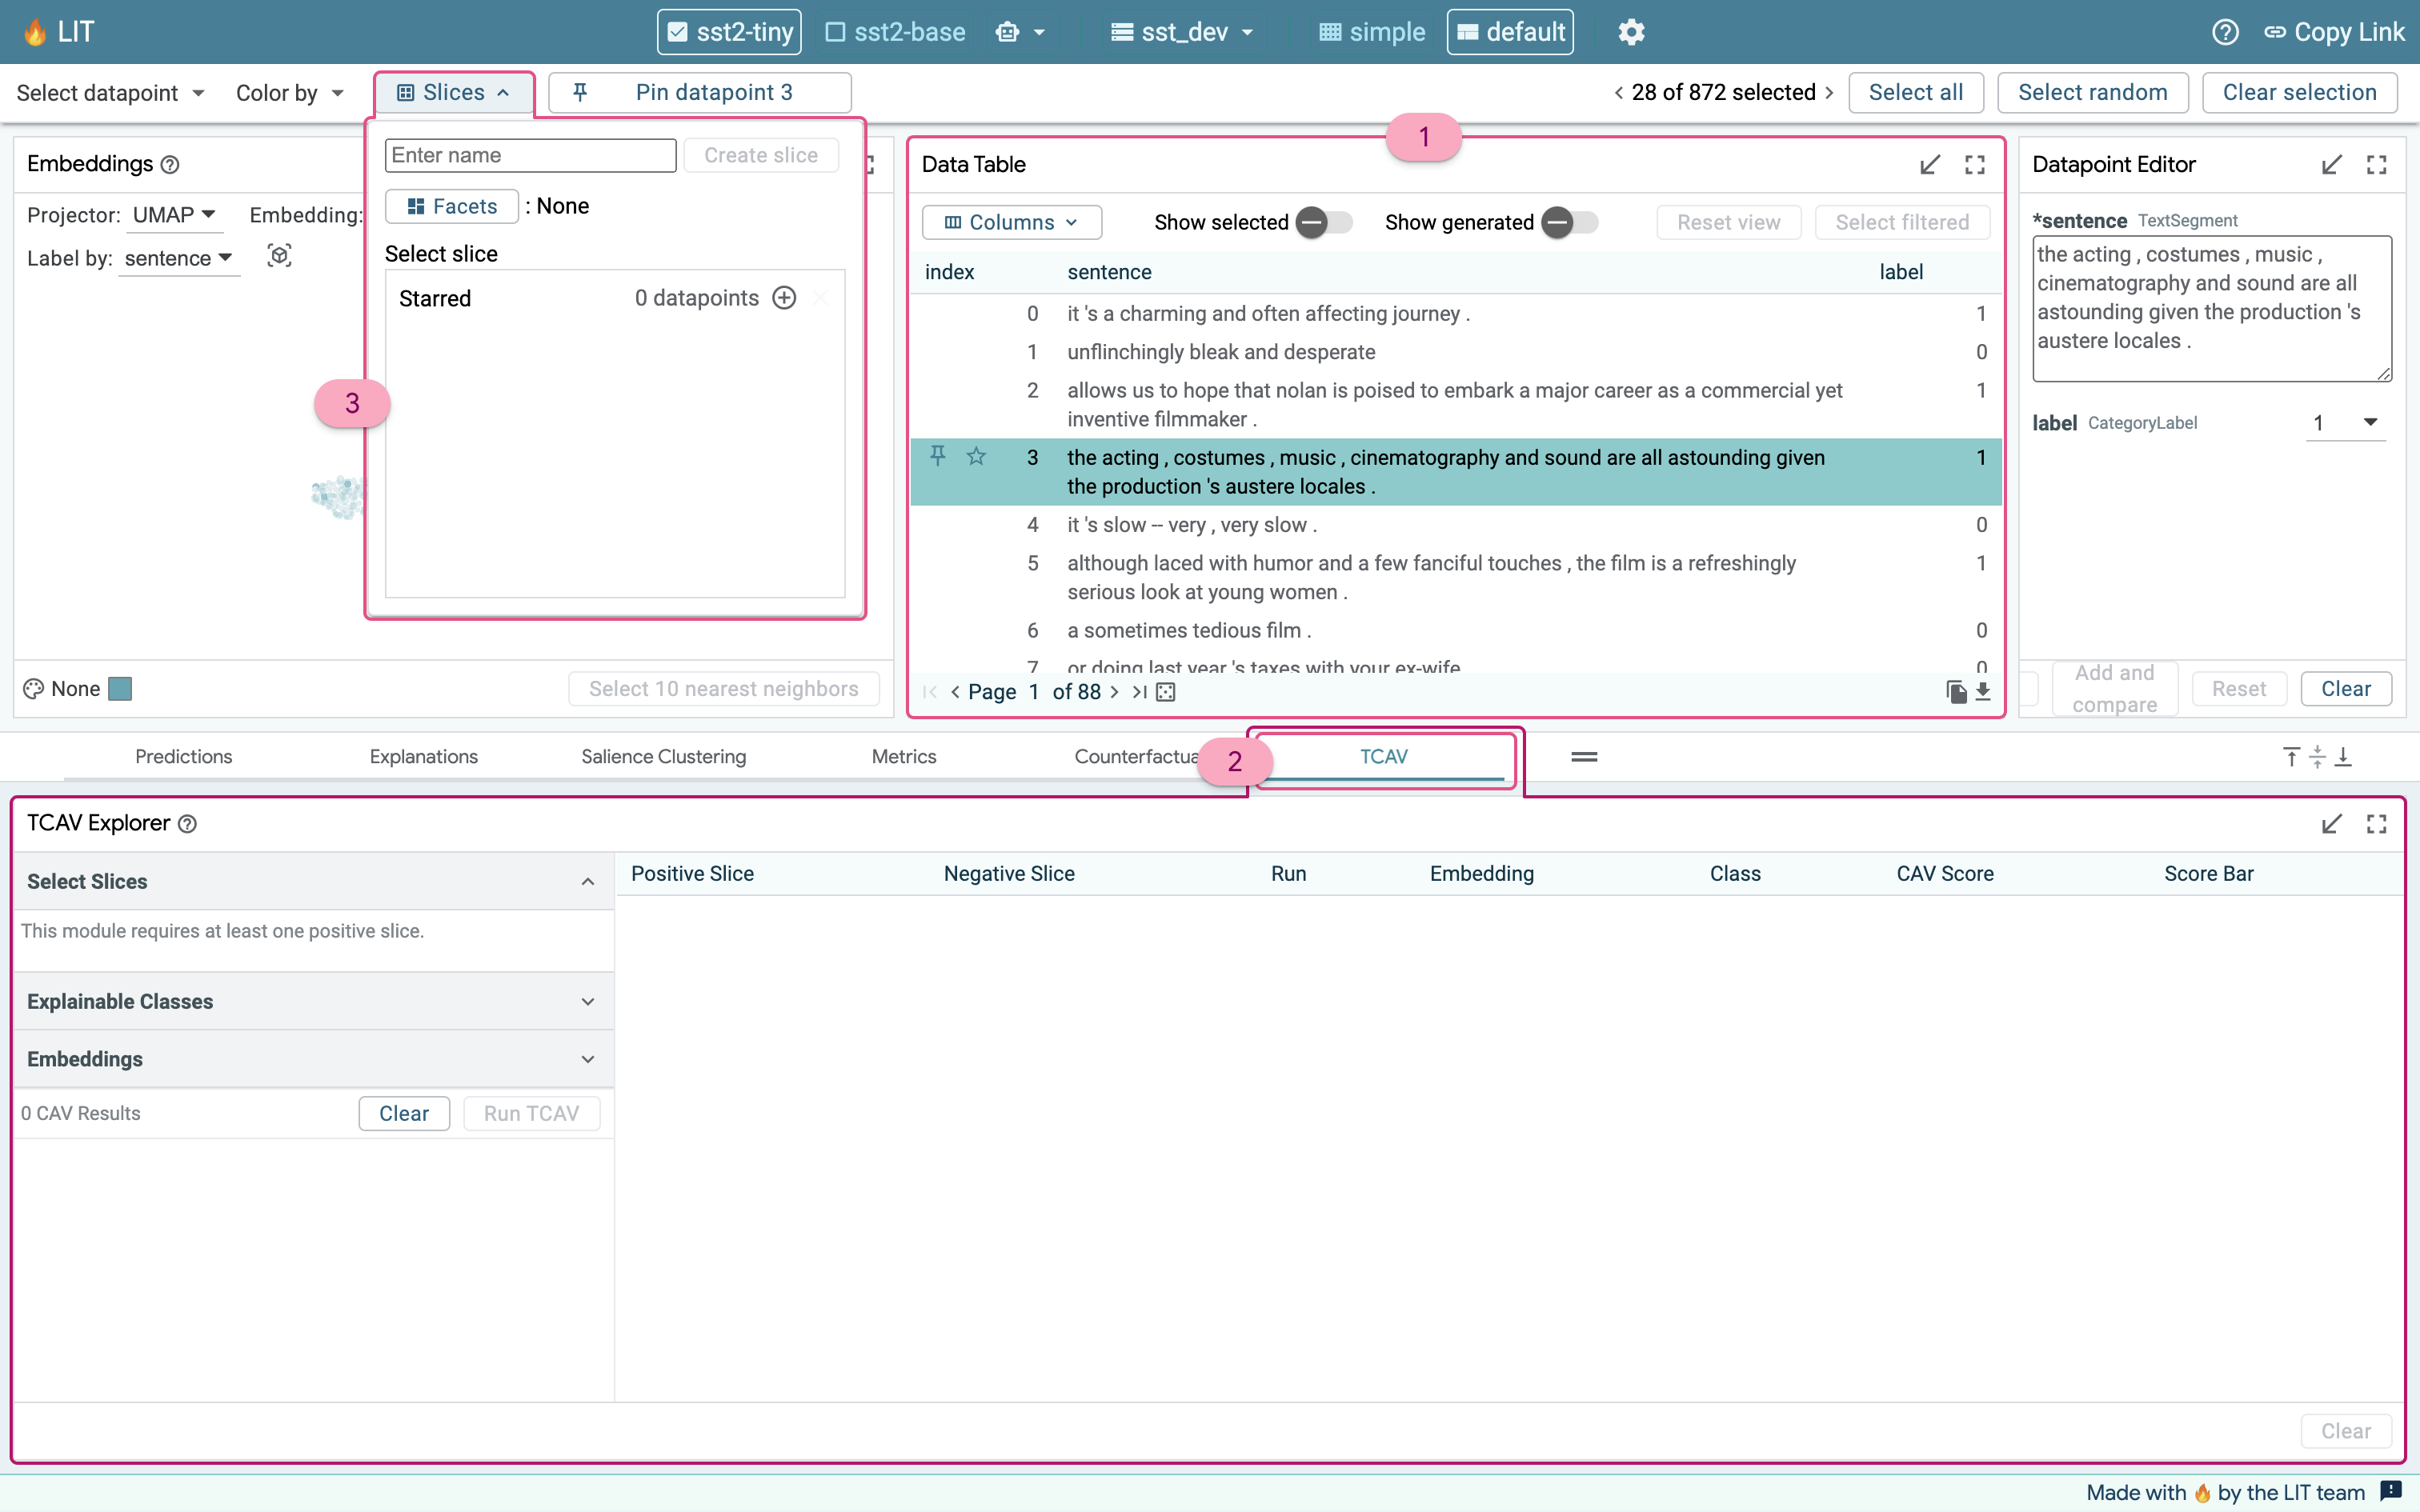 LIT
sst2-tiny
sst2-base
sst_dev
simple
default
Copy Link
Select datapoint
Color by
Slices
Pin datapoint 3
28 of 872 selected
Select all
Select random
Clear selection
Embeddings
Projector: UMAP
Embedding:
Label by: sentence
None
Select 10 nearest neighbors
Enter name
Create slice
Facets : None
Select slice
Starred 0 datapoints
3
1
Data Table
Columns
Show selected
Show generated
Reset view
Select filtered
index sentence label
0 it 's a charming and often affecting journey . 1
1 unflinchingly bleak and desperate 0
2 allows us to hope that nolan is poised to embark a major career as a commercial yet 1
inventive filmmaker .
3 the acting , costumes , music , cinematography and sound are all astounding given 1
the production 's austere locales .
4 it 's slow -- very , very slow . 0
5 although laced with humor and a few fanciful touches , the film is a refreshingly 1
serious look at young women .
6 a sometimes tedious film . 0
7 or doing last year 's taxes with your ex-wife 0
Page 1 of 88
Datapoint Editor
*sentence TextSegment
the acting , costumes , music ,
cinematography and sound are all
astounding given the production 's
austere locales .
label CategoryLabel 1
Add and
compare
Reset
Clear
Predictions
Explanations
Salience Clustering
Metrics
Counterfactua
2
TCAV
TCAV Explorer
Select Slices
This module requires at least one positive slice.
Explainable Classes
Embeddings
0 CAV Results
Clear
Run TCAV
Positive Slice Negative Slice Run Embedding Class CAV Score Score Bar
Clear
Made with 🔥 by the LIT team